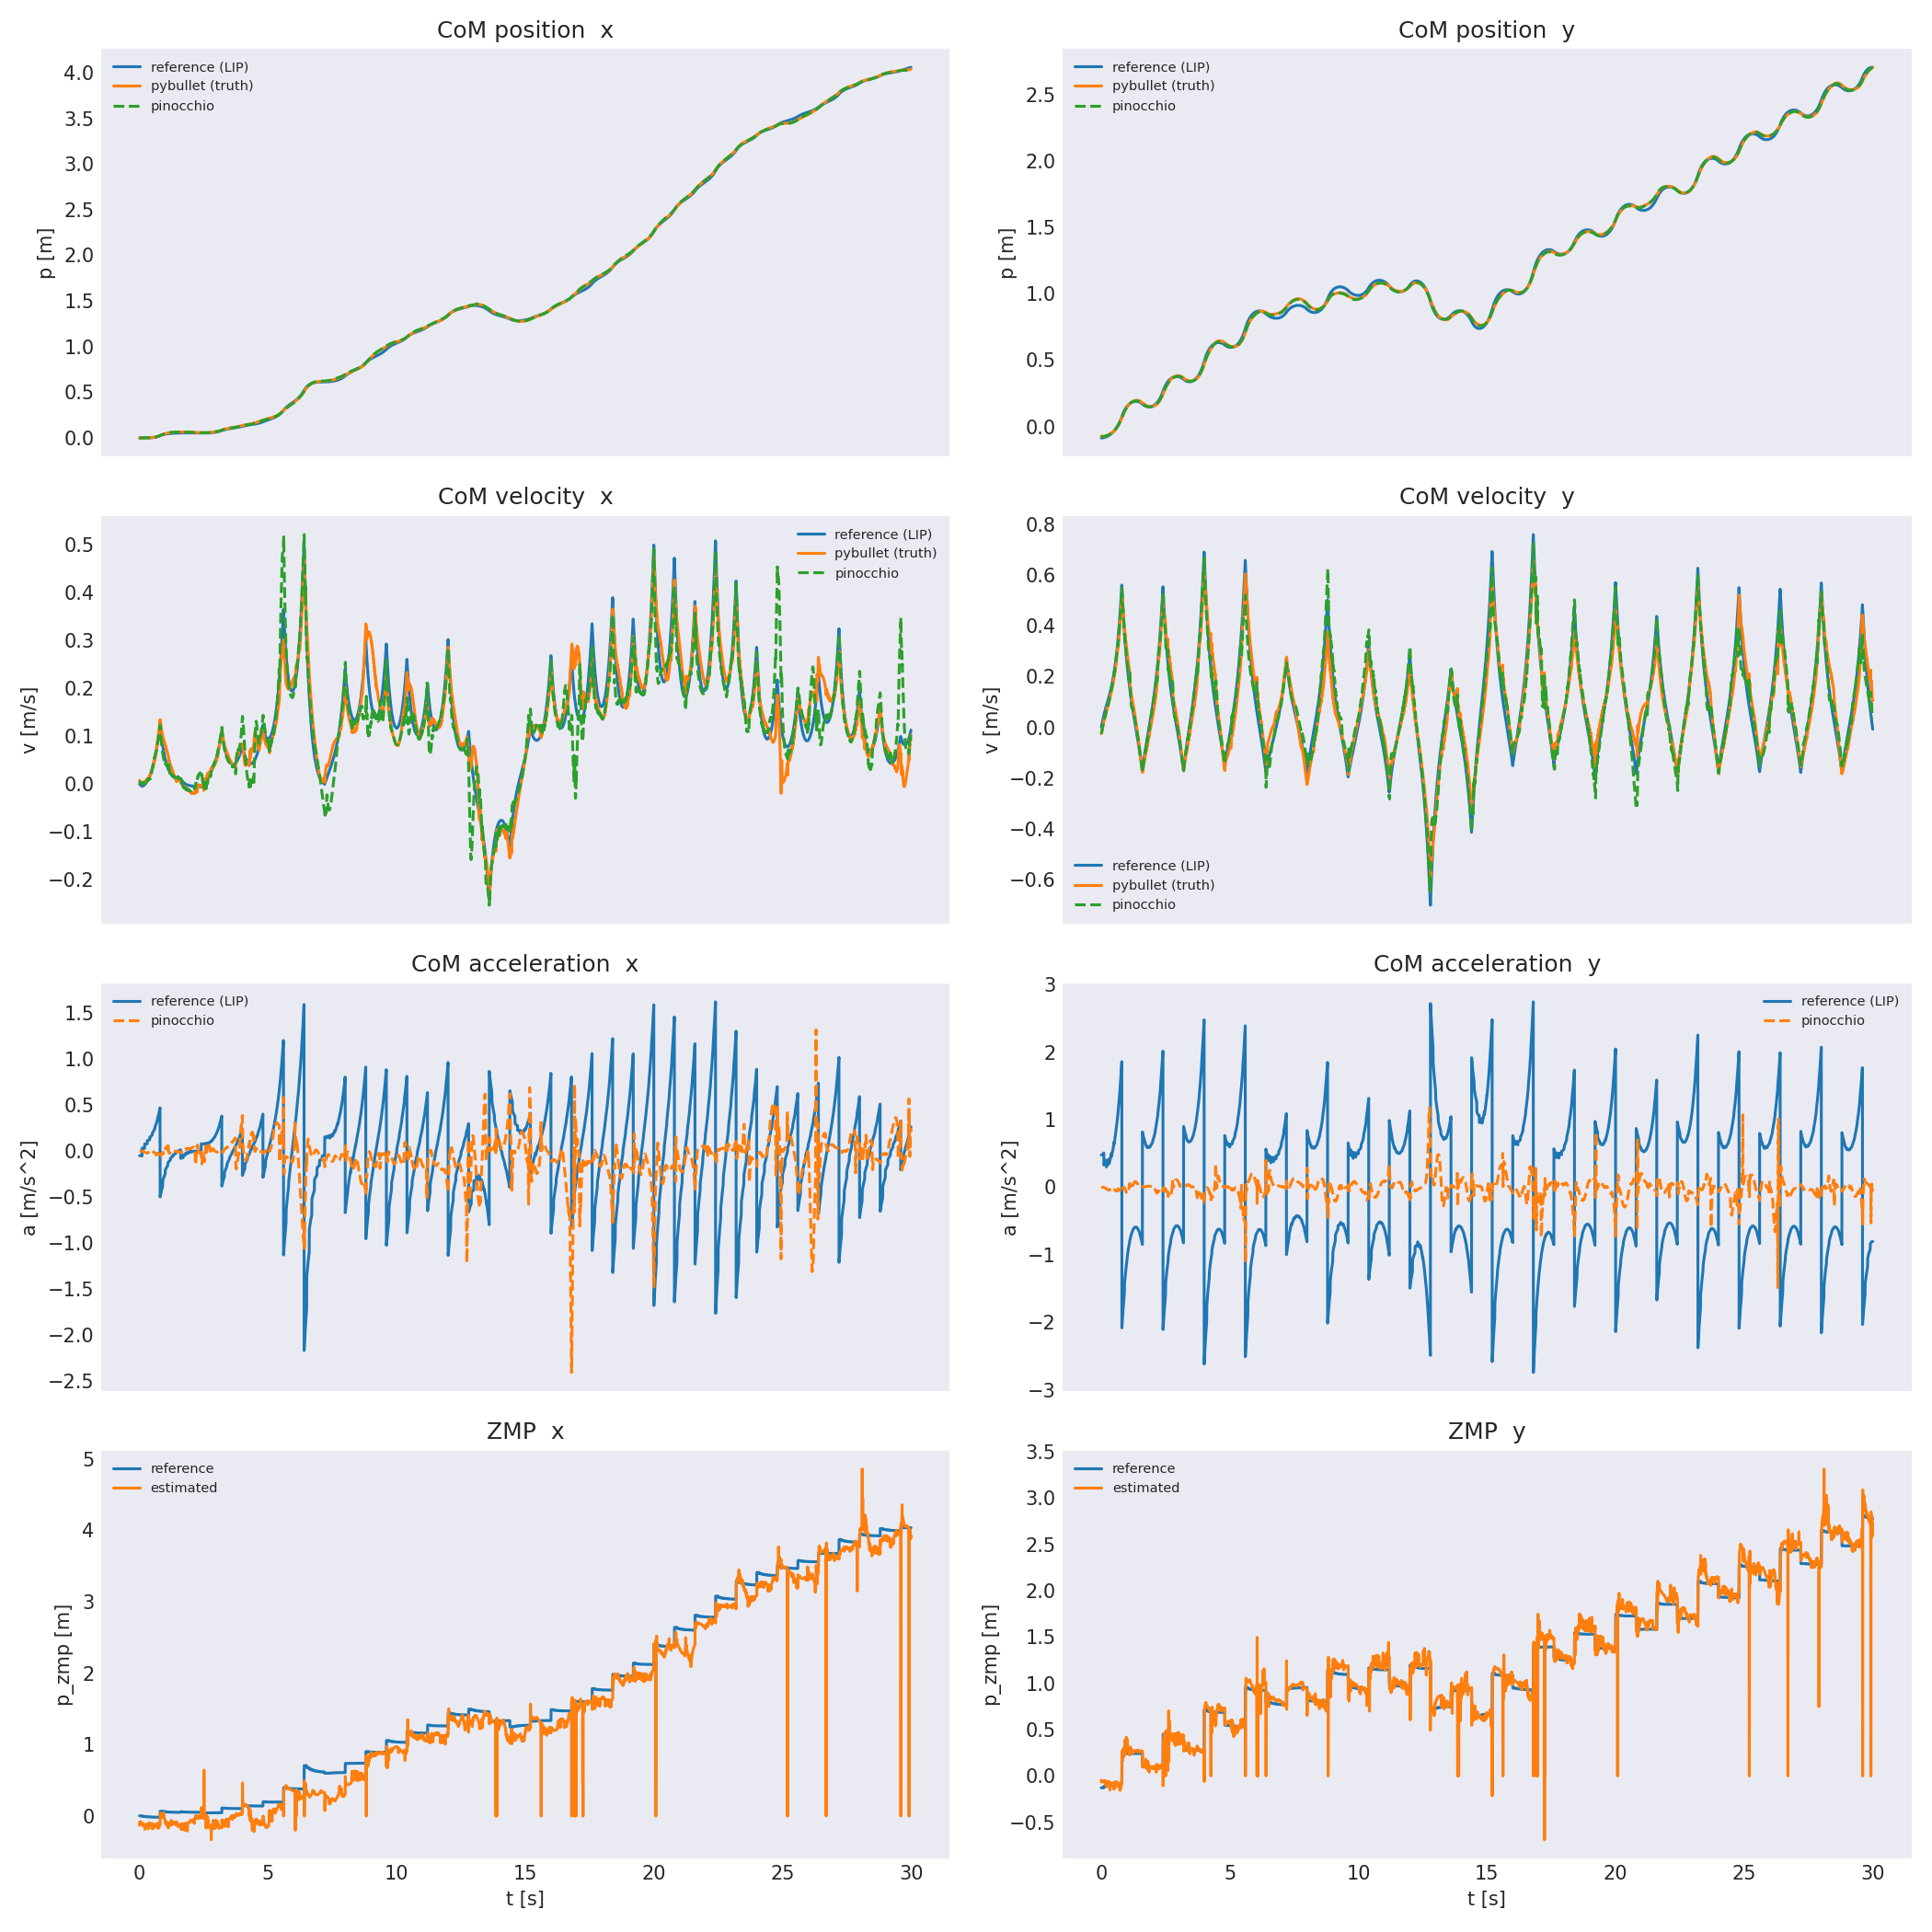 CoM position  x
p [m]
4.0
3.5
3.0
2.5
2.0
1.5
1.0
0.5
0.0
reference (LIP)
pybullet (truth)
pinocchio
CoM position  y
p [m]
2.5
2.0
1.5
1.0
0.5
0.0
reference (LIP)
pybullet (truth)
pinocchio
CoM velocity  x
v [m/s]
0.5
0.4
0.3
0.2
0.1
0.0
−0.1
−0.2
reference (LIP)
pybullet (truth)
pinocchio
CoM velocity  y
v [m/s]
0.8
0.6
0.4
0.2
0.0
−0.2
−0.4
−0.6
reference (LIP)
pybullet (truth)
pinocchio
CoM acceleration  x
a [m/s^2]
1.5
1.0
0.5
0.0
−0.5
−1.0
−1.5
−2.0
−2.5
reference (LIP)
pinocchio
CoM acceleration  y
a [m/s^2]
3
2
1
0
−1
−2
−3
reference (LIP)
pinocchio
ZMP  x
p_zmp [m]
5
4
3
2
1
0
reference
estimated
0 5 10 15 20 25 30
t [s]
ZMP  y
p_zmp [m]
3.5
3.0
2.5
2.0
1.5
1.0
0.5
0.0
−0.5
reference
estimated
0 5 10 15 20 25 30
t [s]